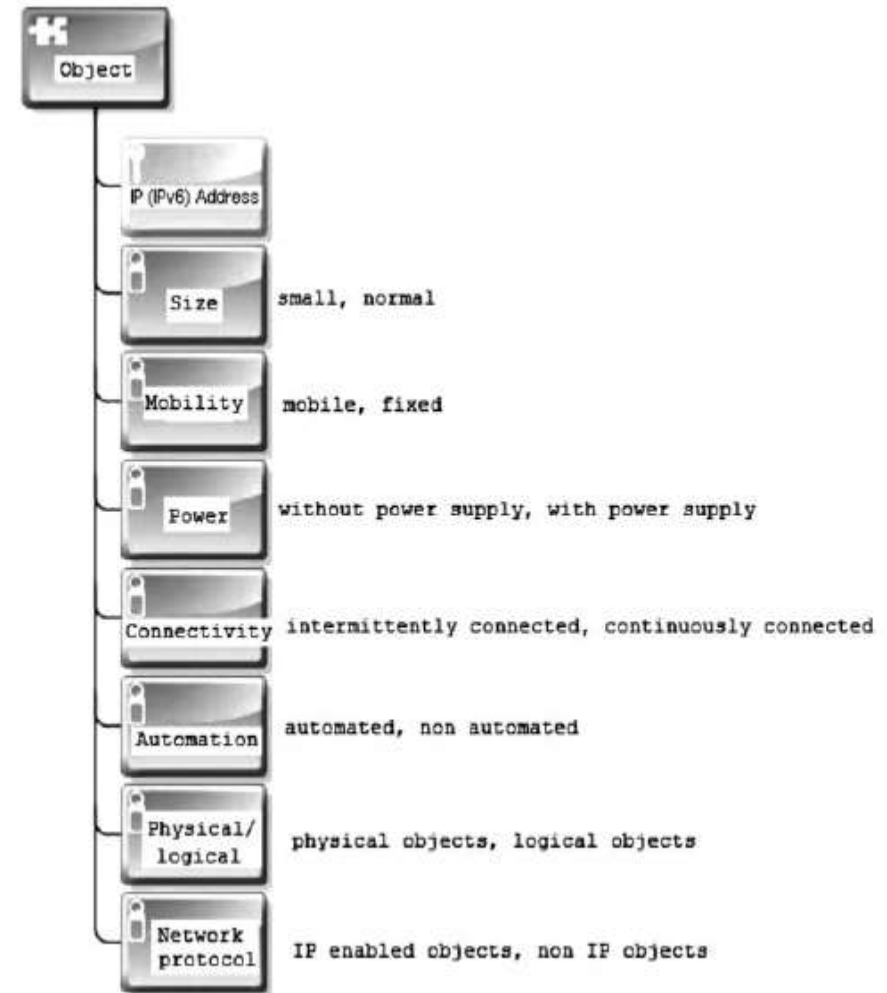 Object
IP (IPv6) Address
Size
small, normal
Mobility
mobile, fixed
Power
without power supply, with power supply
Connectivity
intermittently connected, continuously connected
Automation
automated, non automated
Physical/
logical
physical objects, logical objects
Network
protocol
IP enabled objects, non IP objects